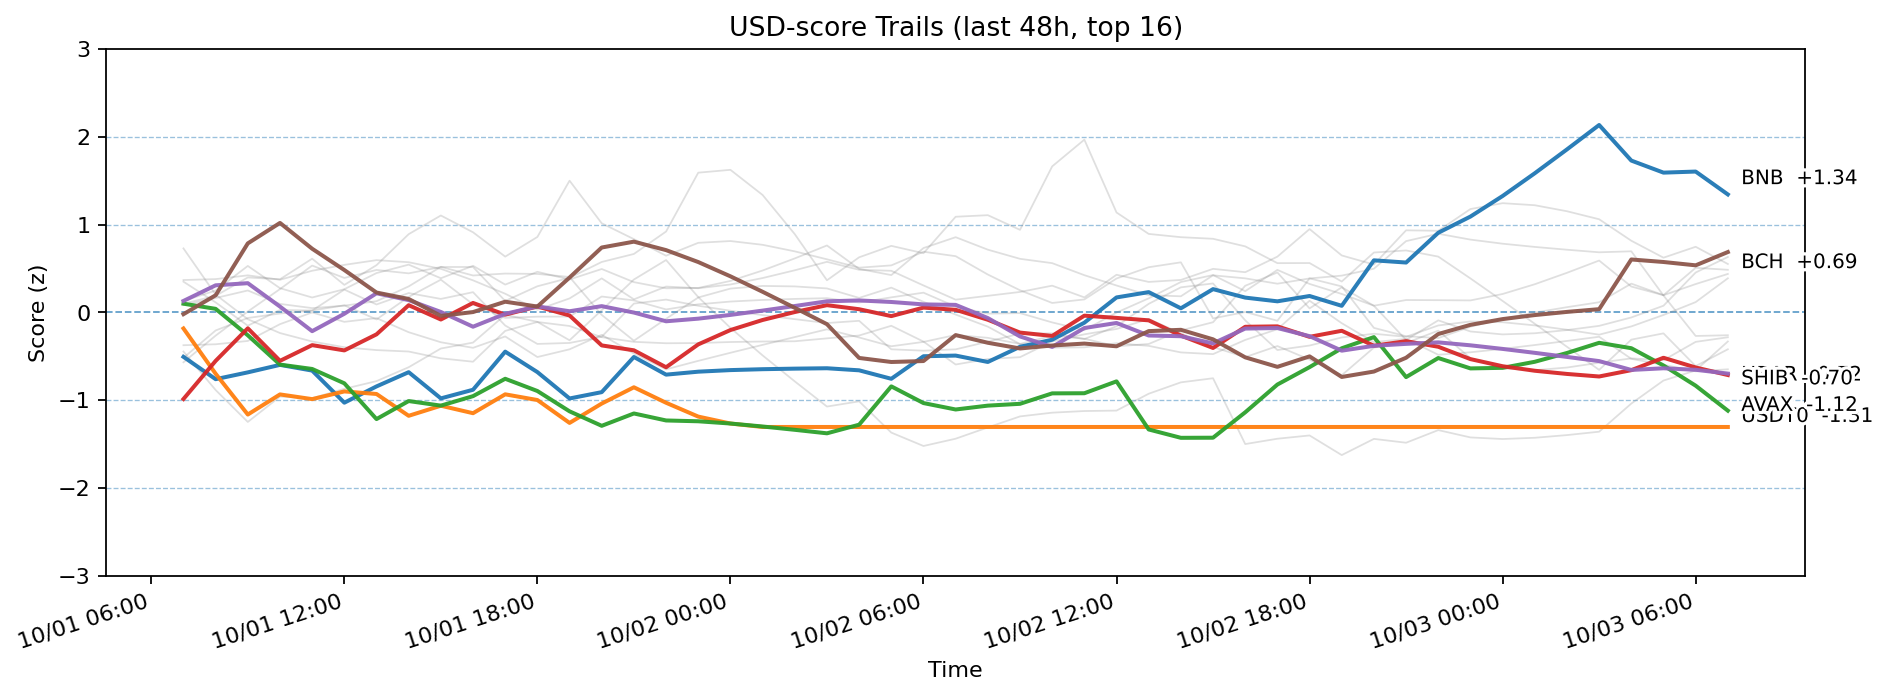 USD-score Trails (last 48h, top 16)
3
2
1
0
−1
−2
−3
Score (z)
BNB +1.34
BCH +0.69
SHIB -0.70
AVAX -1.12
USDT0 -1.31
10/01 06:00
10/01 12:00
10/01 18:00
10/02 00:00
10/02 06:00
10/02 12:00
10/02 18:00
10/03 00:00
10/03 06:00
Time